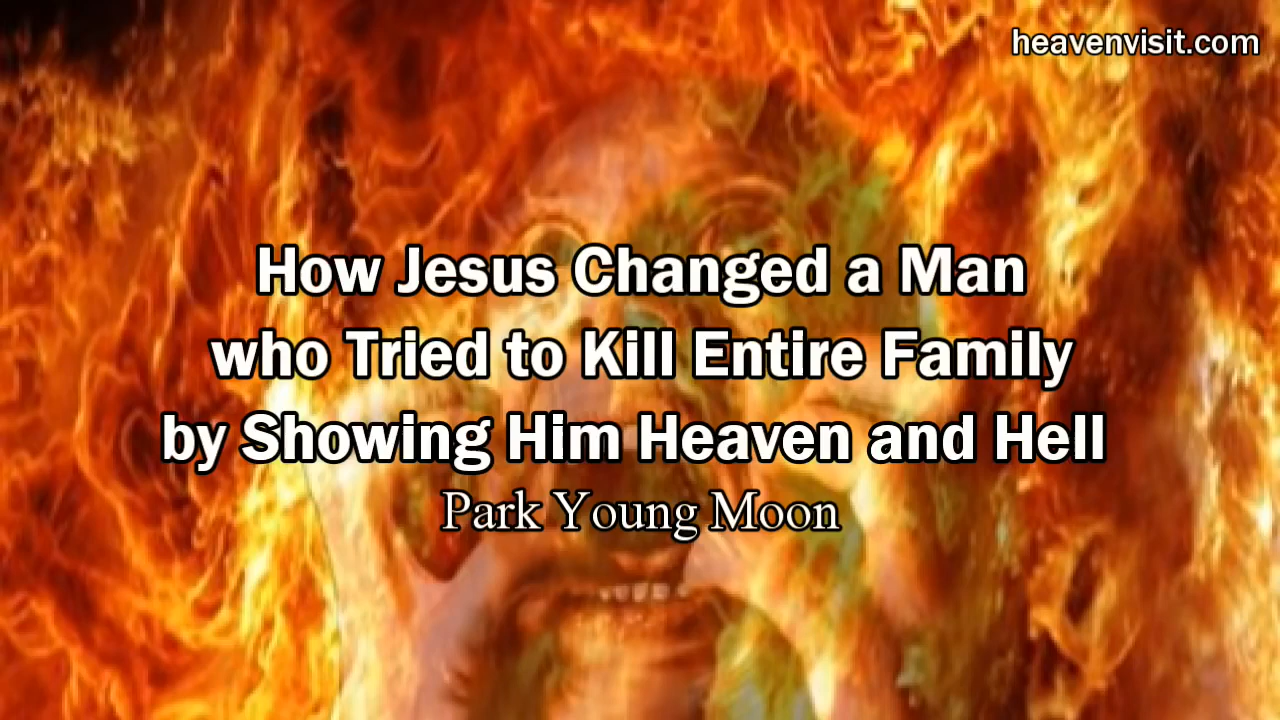 heavenvisit.com
How Jesus Changed a Man
who Tried to Kill Entire Family
by Showing Him Heaven and Hell
Park Young Moon